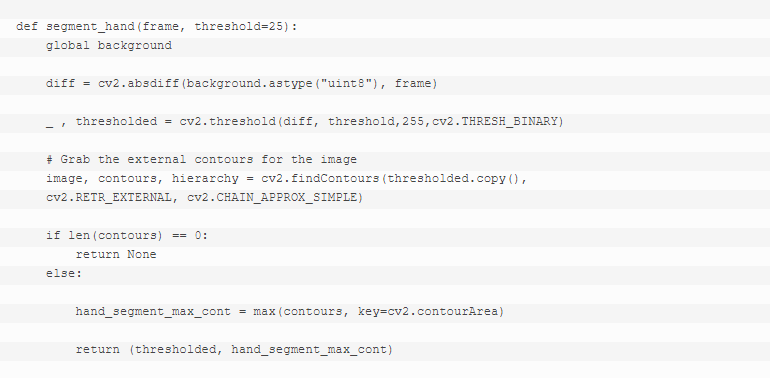 def segment_hand(frame, threshold=25):
    global background
    diff = cv2.absdiff(background.astype("uint8"), frame)
    _ , thresholded = cv2.threshold(diff, threshold,255,cv2.THRESH_BINARY)
    # Grab the external contours for the image
    image, contours, hierarchy = cv2.findContours(thresholded.copy(),
    cv2.RETR_EXTERNAL, cv2.CHAIN_APPROX_SIMPLE)
    if len(contours) == 0:
        return None
    else:
        hand_segment_max_cont = max(contours, key=cv2.contourArea)
        return (thresholded, hand_segment_max_cont)